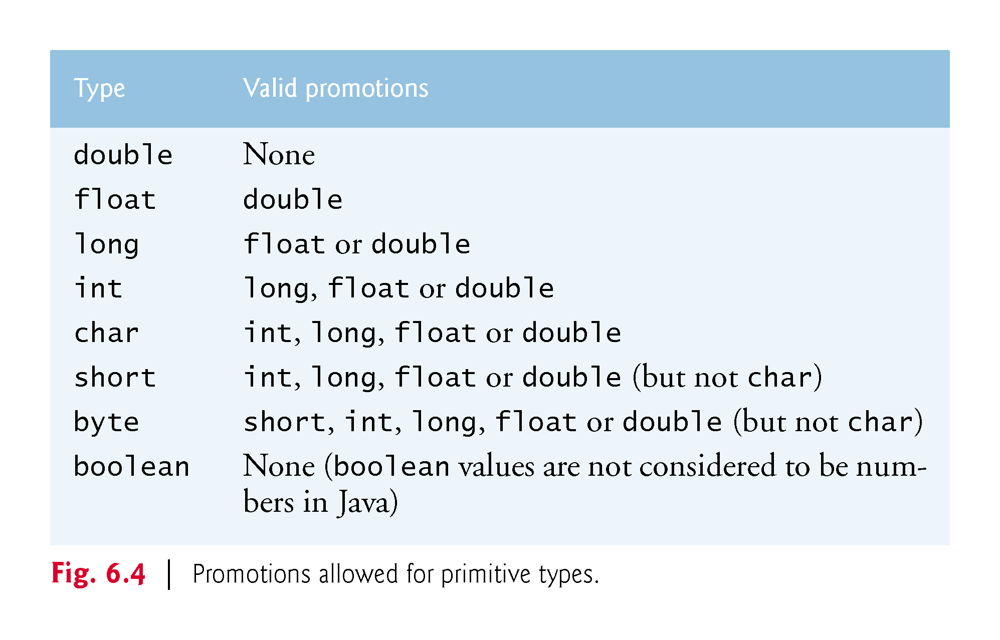 Type Valid promotions
double None
float double
long float or double
int long, float or double
char int, long, float or double
short int, long, float or double (but not char)
byte short, int, long, float or double (but not char)
boolean None (boolean values are not considered to be num-
bers in Java)
Fig. 6.4 | Promotions allowed for primitive types.